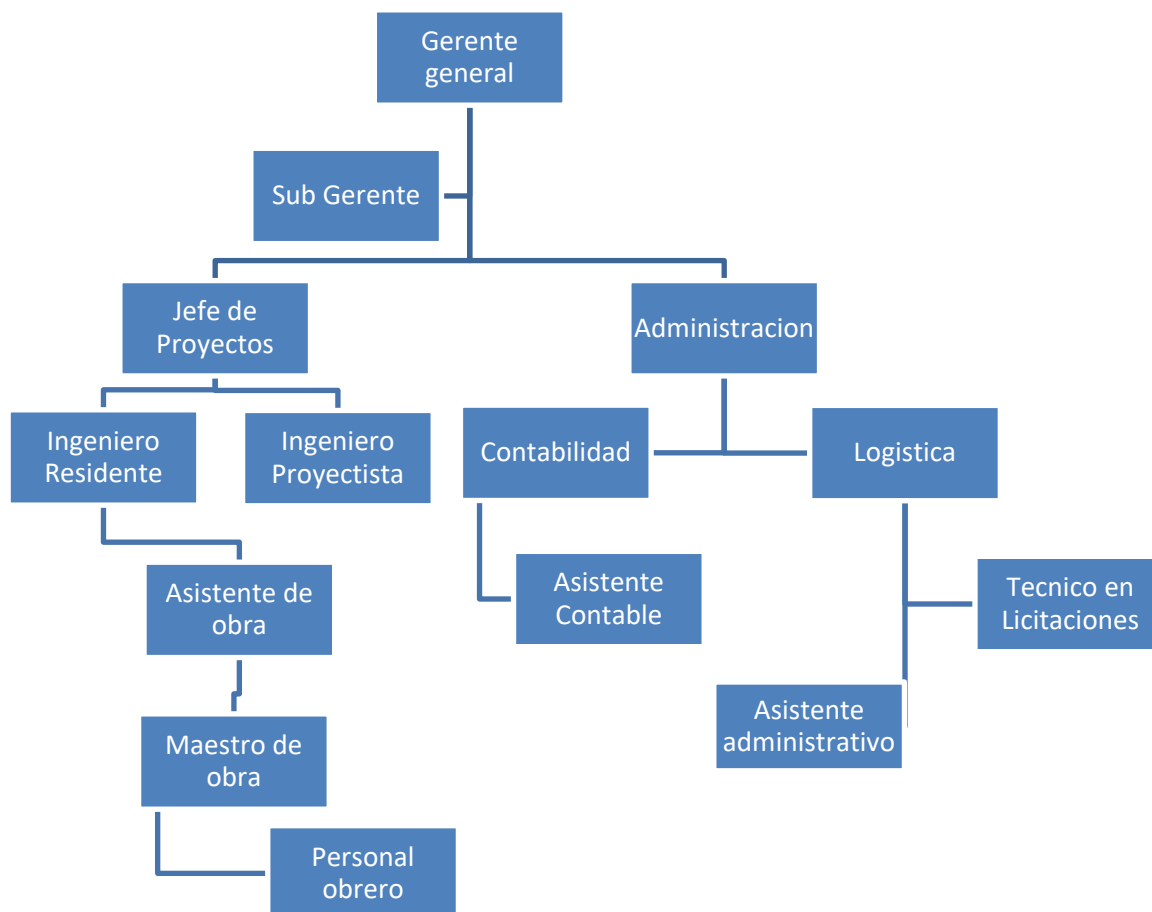 Gerente
general
Sub Gerente
Jefe de
Proyectos
Administracion
Ingeniero
Residente
Ingeniero
Proyectista
Contabilidad
Logistica
Asistente de
obra
Asistente
Contable
Tecnico en
Licitaciones
Maestro de
obra
Asistente
administrativo
Personal
obrero